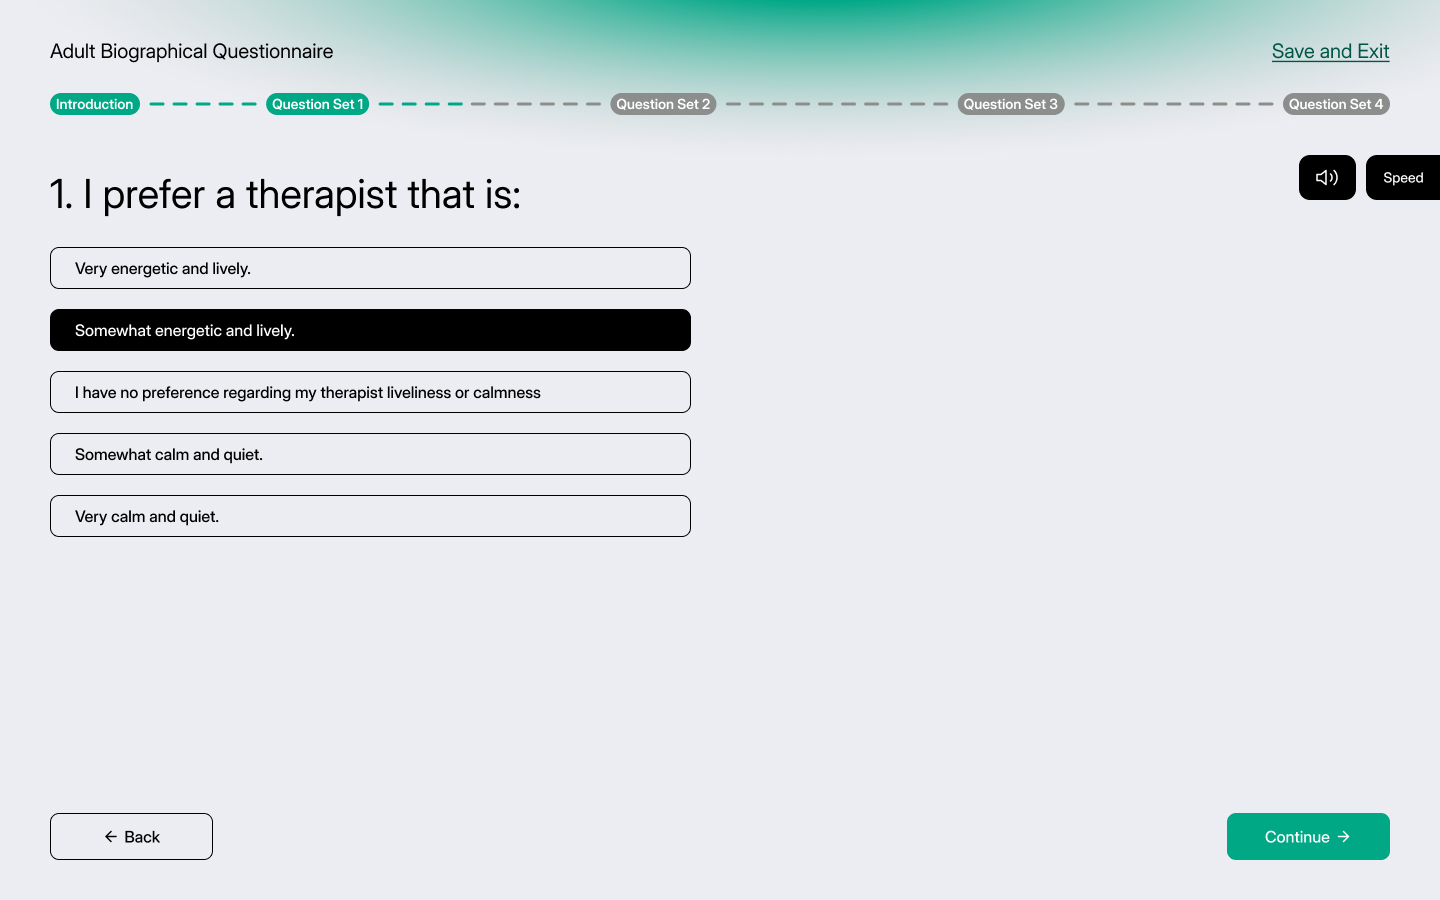 Adult Biographical Questionnaire
Save and Exit
Introduction
Question Set 1
Question Set 2
Question Set 3
Question Set 4
1. I prefer a therapist that is:
Speed
Very energetic and lively.
Somewhat energetic and lively.
I have no preference regarding my therapist liveliness or calmness
Somewhat calm and quiet.
Very calm and quiet.
← Back
Continue →